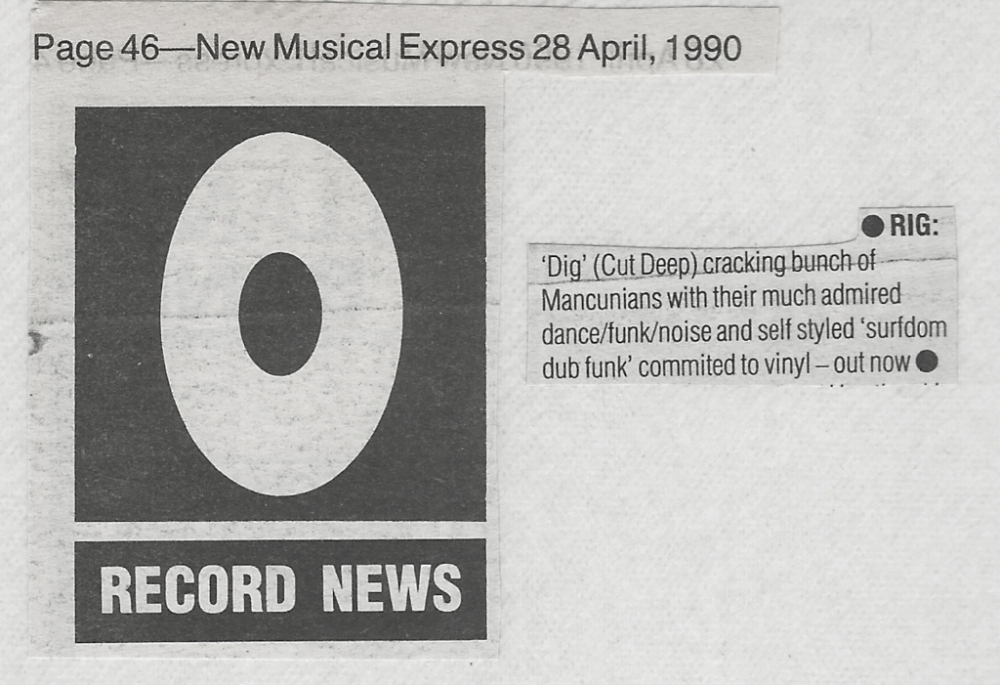 Page 46—New Musical Express 28 April, 1990
RECORD NEWS
● RIG:
‘Dig’ (Cut Deep) cracking bunch of
Mancunians with their much admired
dance/funk/noise and self styled ‘surfdom
dub funk’ commited to vinyl – out now ●